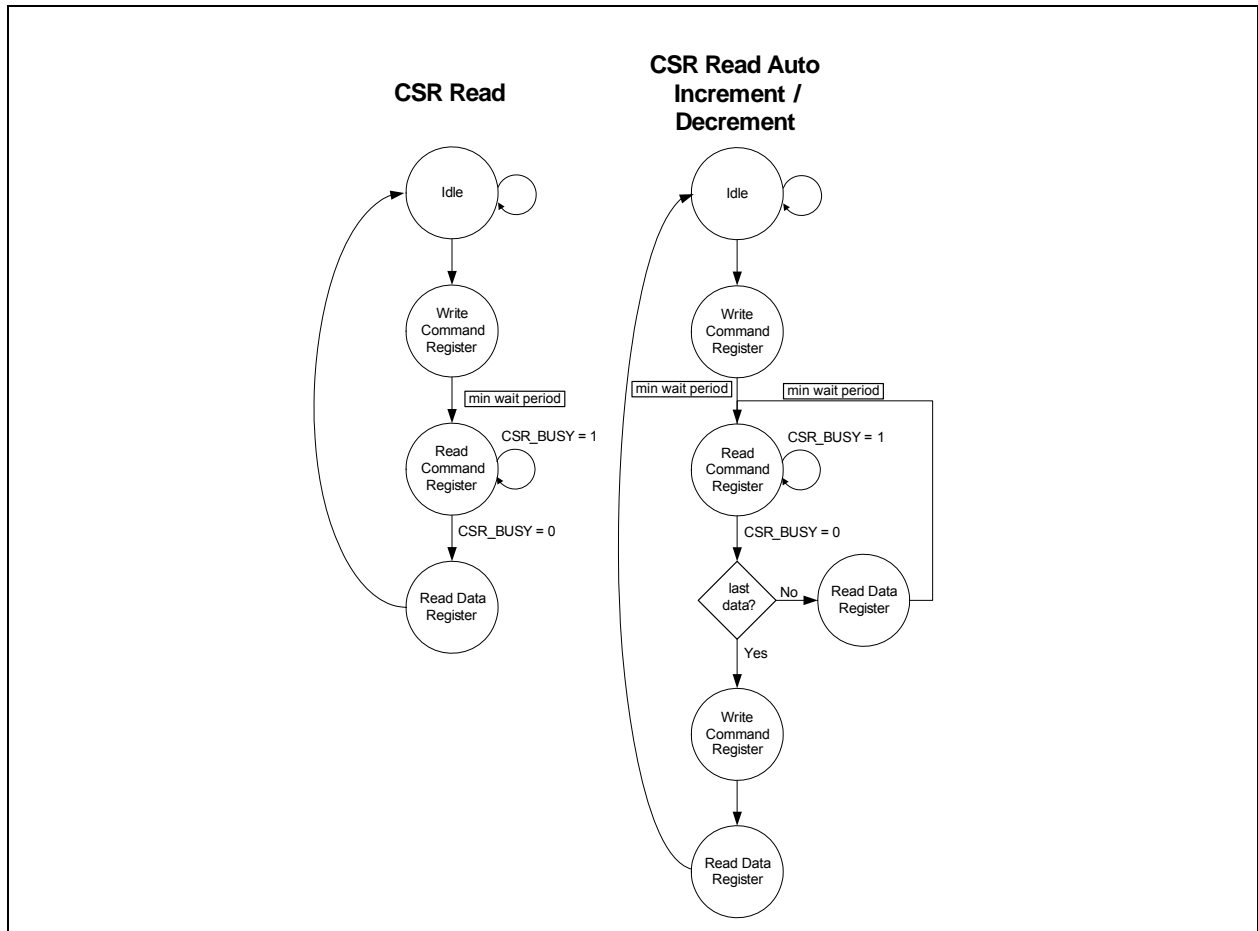 CSR Read
Idle
Write
Command
Register
min wait period
Read
Command
Register
CSR_BUSY = 1
CSR_BUSY = 0
Read Data
Register
CSR Read Auto
Increment /
Decrement
Idle
Write
Command
Register
min wait period
min wait period
Read
Command
Register
CSR_BUSY = 1
CSR_BUSY = 0
last
data?
No
Read Data
Register
Yes
Write
Command
Register
Read Data
Register